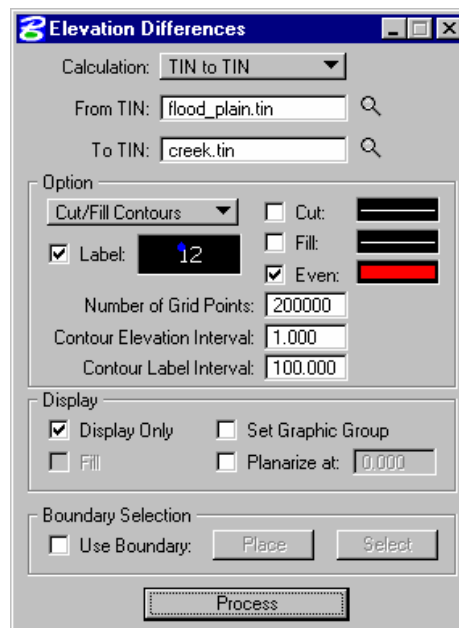 Elevation Differences
Calculation: TIN to TIN
From TIN: flood_plain.tin
To TIN: creek.tin
Option
Cut/Fill Contours Cut:
Fill:
Label: 12
Even:
Number of Grid Points: 200000
Contour Elevation Interval: 1.000
Contour Label Interval: 100.000
Display
Display Only Set Graphic Group
Fill Planarize at: 0.000
Boundary Selection
Use Boundary: Place Select
Process